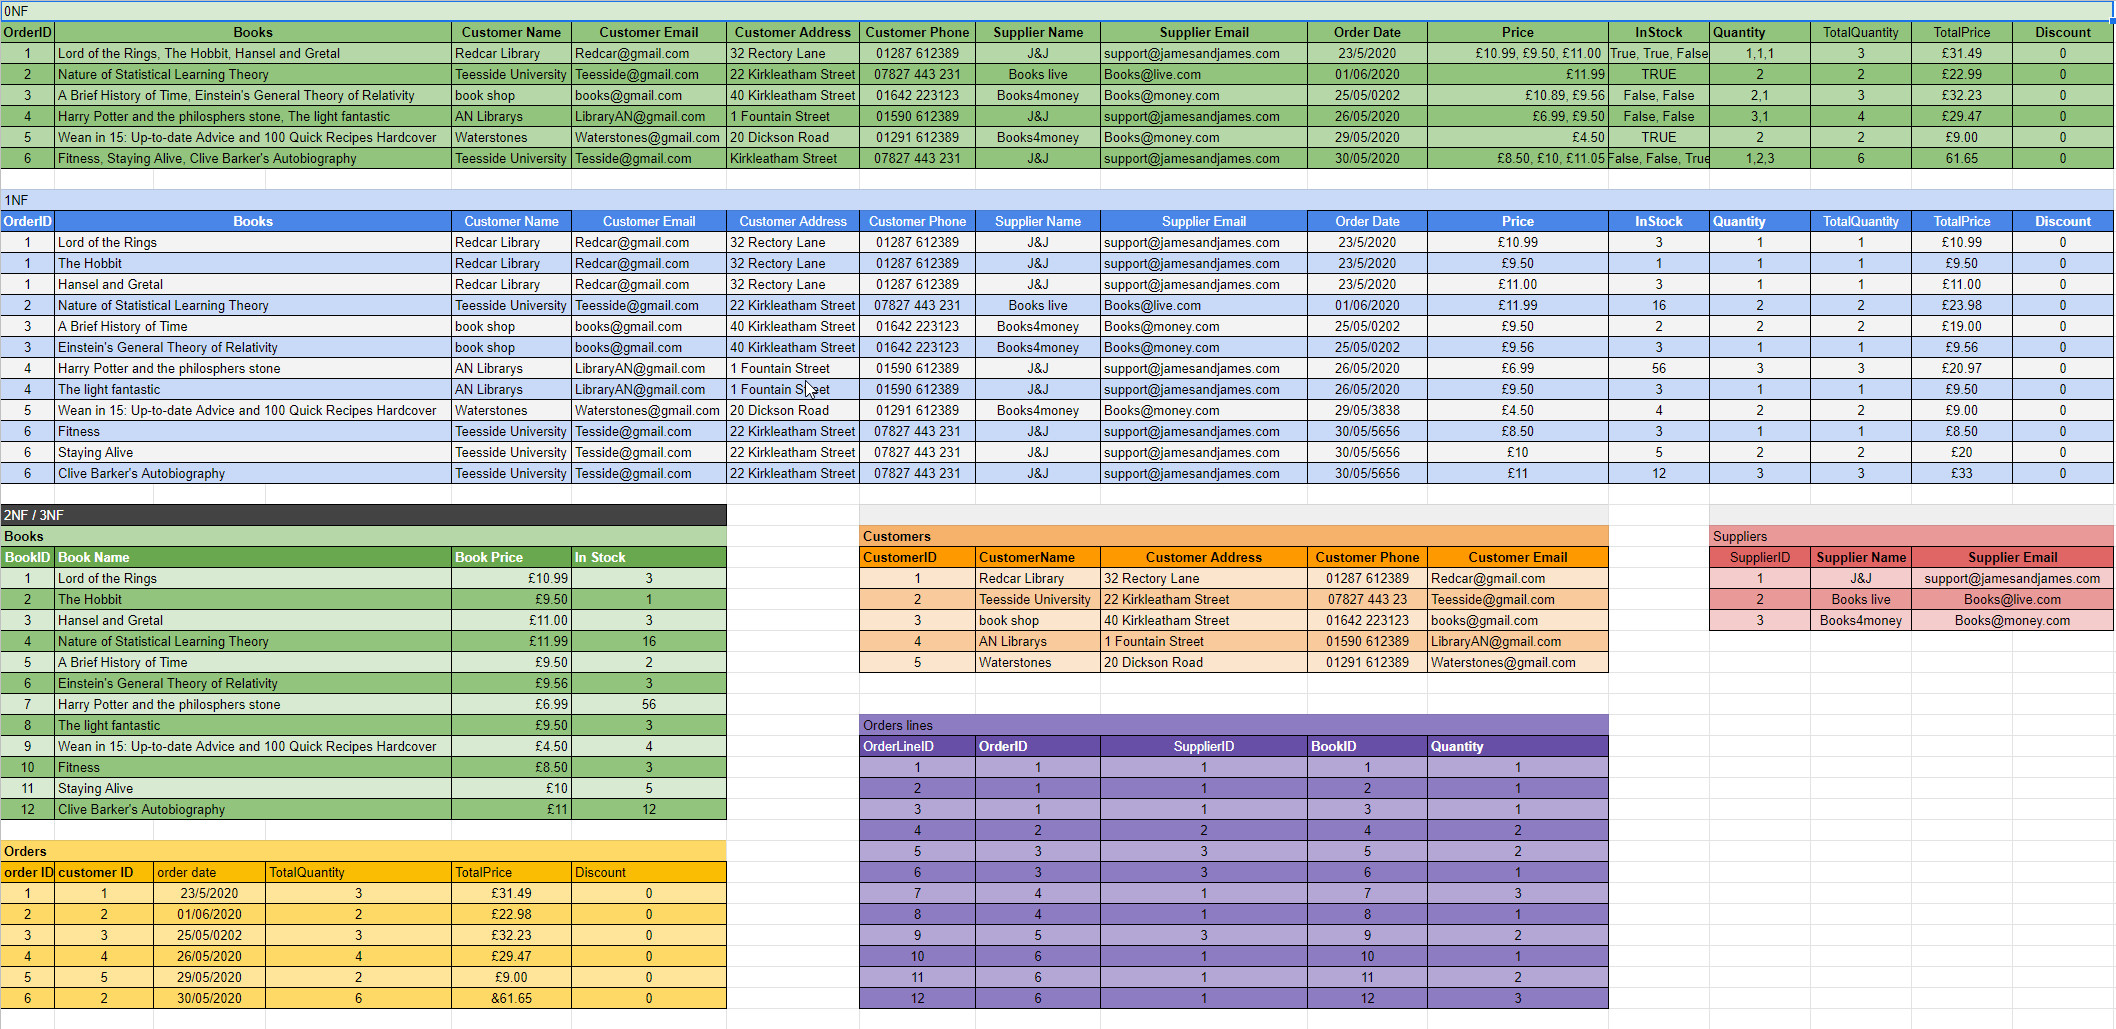 0NF
OrderID Books Customer Name Customer Email Customer Address Customer Phone Supplier Name Supplier Email Order Date Price InStock Quantity TotalQuantity TotalPrice Discount
1 Lord of the Rings, The Hobbit, Hansel and Gretal Redcar Library Redcar@gmail.com 32 Rectory Lane 01287 612389 J&J support@jamesandjames.com 23/5/2020 £10.99, £9.50, £11.00 True, True, False 1,1,1 3 £31.49 0
2 Nature of Statistical Learning Theory Teesside University Teesside@gmail.com 22 Kirkleatham Street 07827 443 231 Books live Books@live.com 01/06/2020 £11.99 TRUE 2 2 £22.99 0
3 A Brief History of Time, Einstein's General Theory of Relativity book shop books@gmail.com 40 Kirkleatham Street 01642 223123 Books4money Books@money.com 25/05/0202 £10.89, £9.56 False, False 2,1 3 £32.23 0
4 Harry Potter and the philosphers stone, The light fantastic AN Librarys LibraryAN@gmail.com 1 Fountain Street 01590 612389 J&J support@jamesandjames.com 26/05/2020 £6.99, £9.50 False, False 3,1 4 £29.47 0
5 Wean in 15: Up-to-date Advice and 100 Quick Recipes Hardcover Waterstones Waterstones@gmail.com 20 Dickson Road 01291 612389 Books4money Books@money.com 29/05/2020 £4.50 TRUE 2 2 £9.00 0
6 Fitness, Staying Alive, Clive Barker's Autobiography Teesside University Tesside@gmail.com Kirkleatham Street 07827 443 231 J&J support@jamesandjames.com 30/05/2020 £8.50, £10, £11.05 False, False, True 1,2,3 6 61.65 0
1NF
OrderID Books Customer Name Customer Email Customer Address Customer Phone Supplier Name Supplier Email Order Date Price InStock Quantity TotalQuantity TotalPrice Discount
1 Lord of the Rings Redcar Library Redcar@gmail.com 32 Rectory Lane 01287 612389 J&J support@jamesandjames.com 23/5/2020 £10.99 3 1 1 £10.99 0
1 The Hobbit Redcar Library Redcar@gmail.com 32 Rectory Lane 01287 612389 J&J support@jamesandjames.com 23/5/2020 £9.50 1 1 1 £9.50 0
1 Hansel and Gretal Redcar Library Redcar@gmail.com 32 Rectory Lane 01287 612389 J&J support@jamesandjames.com 23/5/2020 £11.00 3 1 1 £11.00 0
2 Nature of Statistical Learning Theory Teesside University Teesside@gmail.com 22 Kirkleatham Street 07827 443 231 Books live Books@live.com 01/06/2020 £11.99 16 2 2 £23.98 0
3 A Brief History of Time book shop books@gmail.com 40 Kirkleatham Street 01642 223123 Books4money Books@money.com 25/05/0202 £9.50 2 2 2 £19.00 0
3 Einstein's General Theory of Relativity book shop books@gmail.com 40 Kirkleatham Street 01642 223123 Books4money Books@money.com 25/05/0202 £9.56 3 1 1 £9.56 0
4 Harry Potter and the philosphers stone AN Librarys LibraryAN@gmail.com 1 Fountain Street 01590 612389 J&J support@jamesandjames.com 26/05/2020 £6.99 56 3 3 £20.97 0
4 The light fantastic AN Librarys LibraryAN@gmail.com 1 Fountain Street 01590 612389 J&J support@jamesandjames.com 26/05/2020 £9.50 3 1 1 £9.50 0
5 Wean in 15: Up-to-date Advice and 100 Quick Recipes Hardcover Waterstones Waterstones@gmail.com 20 Dickson Road 01291 612389 Books4money Books@money.com 29/05/3838 £4.50 4 2 2 £9.00 0
6 Fitness Teesside University Tesside@gmail.com 22 Kirkleatham Street 07827 443 231 J&J support@jamesandjames.com 30/05/5656 £8.50 3 1 1 £8.50 0
6 Staying Alive Teesside University Tesside@gmail.com 22 Kirkleatham Street 07827 443 231 J&J support@jamesandjames.com 30/05/5656 £10 5 2 2 £20 0
6 Clive Barker's Autobiography Teesside University Tesside@gmail.com 22 Kirkleatham Street 07827 443 231 J&J support@jamesandjames.com 30/05/5656 £11 12 3 3 £33 0
2NF / 3NF
Books
BookID Book Name Book Price In Stock
1 Lord of the Rings £10.99 3
2 The Hobbit £9.50 1
3 Hansel and Gretal £11.00 3
4 Nature of Statistical Learning Theory £11.99 16
5 A Brief History of Time £9.50 2
6 Einstein's General Theory of Relativity £9.56 3
7 Harry Potter and the philosphers stone £6.99 56
8 The light fantastic £9.50 3
9 Wean in 15: Up-to-date Advice and 100 Quick Recipes Hardcover £4.50 4
10 Fitness £8.50 3
11 Staying Alive £10 5
12 Clive Barker's Autobiography £11 12
Customers
CustomerID CustomerName Customer Address Customer Phone Customer Email
1 Redcar Library 32 Rectory Lane 01287 612389 Redcar@gmail.com
2 Teesside University 22 Kirkleatham Street 07827 443 23 Teesside@gmail.com
3 book shop 40 Kirkleatham Street 01642 223123 books@gmail.com
4 AN Librarys 1 Fountain Street 01590 612389 LibraryAN@gmail.com
5 Waterstones 20 Dickson Road 01291 612389 Waterstones@gmail.com
Suppliers
SupplierID Supplier Name Supplier Email
1 J&J support@jamesandjames.com
2 Books live Books@live.com
3 Books4money Books@money.com
Orders
order ID customer ID order date TotalQuantity TotalPrice Discount
1 1 23/5/2020 3 £31.49 0
2 2 01/06/2020 2 £22.98 0
3 3 25/05/0202 3 £32.23 0
4 4 26/05/2020 4 £29.47 0
5 5 29/05/2020 2 £9.00 0
6 2 30/05/2020 6 &61.65 0
Orders lines
OrderLineID OrderID SupplierID BookID Quantity
1 1 1 1 1
2 1 1 2 1
3 1 1 3 1
4 2 2 4 2
5 3 3 5 2
6 3 3 6 1
7 4 1 7 3
8 4 1 8 1
9 5 3 9 2
10 6 1 10 1
11 6 1 11 2
12 6 1 12 3